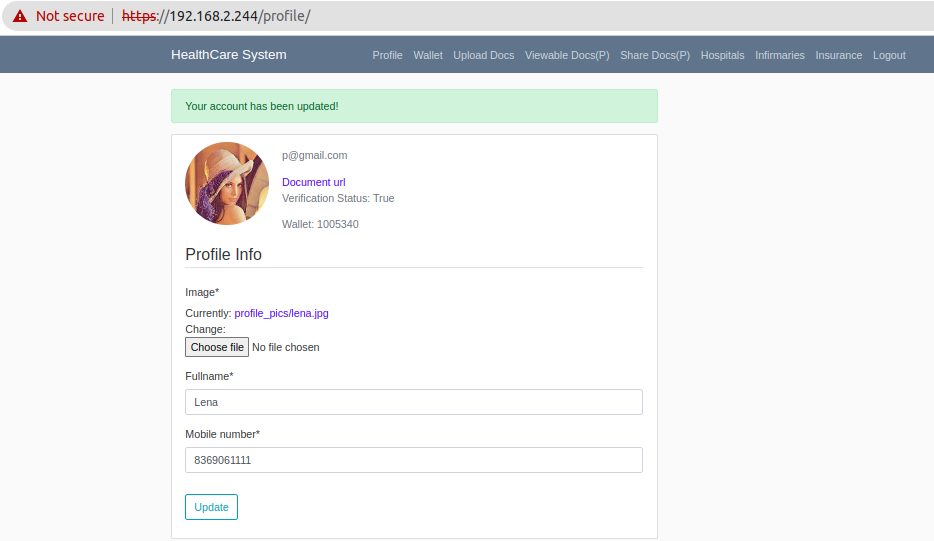 Not secure https://192.168.2.244/profile/
HealthCare System Profile Wallet Upload Docs Viewable Docs(P) Share Docs(P) Hospitals Infirmaries Insurance Logout
Your account has been updated!
p@gmail.com
Document url
Verification Status: True
Wallet: 1005340
Profile Info
Image*
Currently: profile_pics/lena.jpg
Change:
Choose file No file chosen
Fullname*
Lena
Mobile number*
8369061111
Update